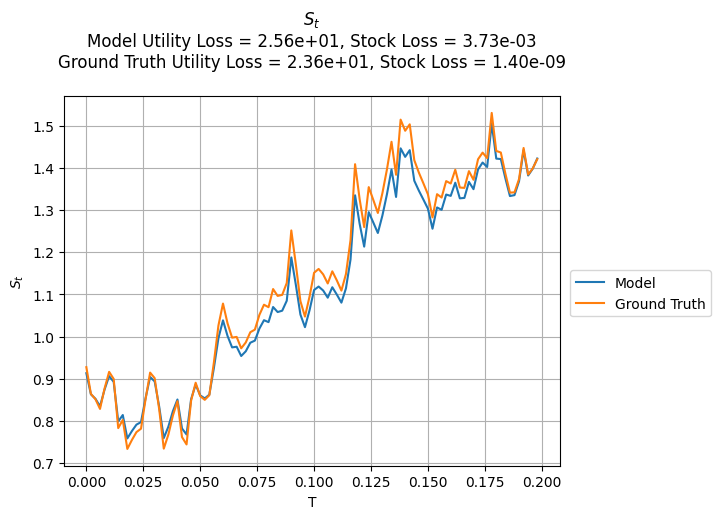 S_t
Model Utility Loss = 2.56e+01, Stock Loss = 3.73e-03
Ground Truth Utility Loss = 2.36e+01, Stock Loss = 1.40e-09
1.5
1.4
1.3
1.2
1.1
1.0
0.9
0.8
0.7
S_t
0.000 0.025 0.050 0.075 0.100 0.125 0.150 0.175 0.200
T
Model
Ground Truth